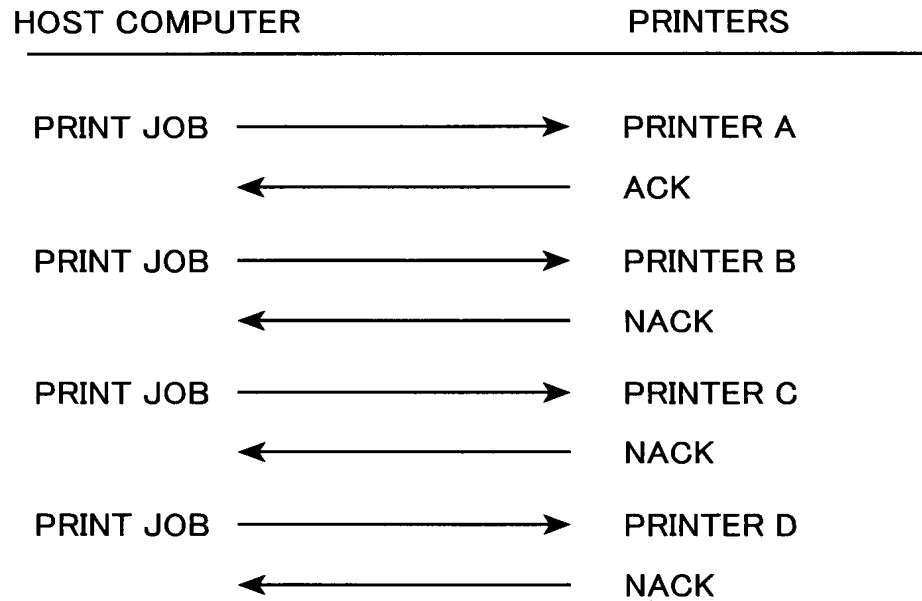 HOST COMPUTER PRINTERS
PRINT JOB PRINTER A
ACK
PRINT JOB PRINTER B
NACK
PRINT JOB PRINTER C
NACK
PRINT JOB PRINTER D
NACK